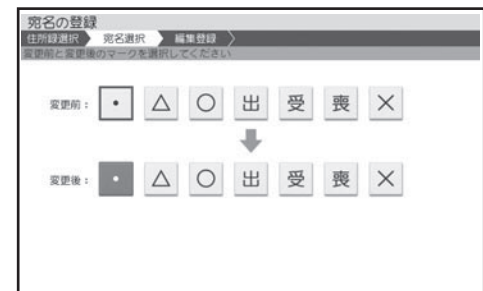 宛名の登録
住所録選択 宛名選択 編集登録
変更前と変更後のマークを選択してください
変更前： ・ △ ○ 出 受 喪 ×
変更後： ・ △ ○ 出 受 喪 ×